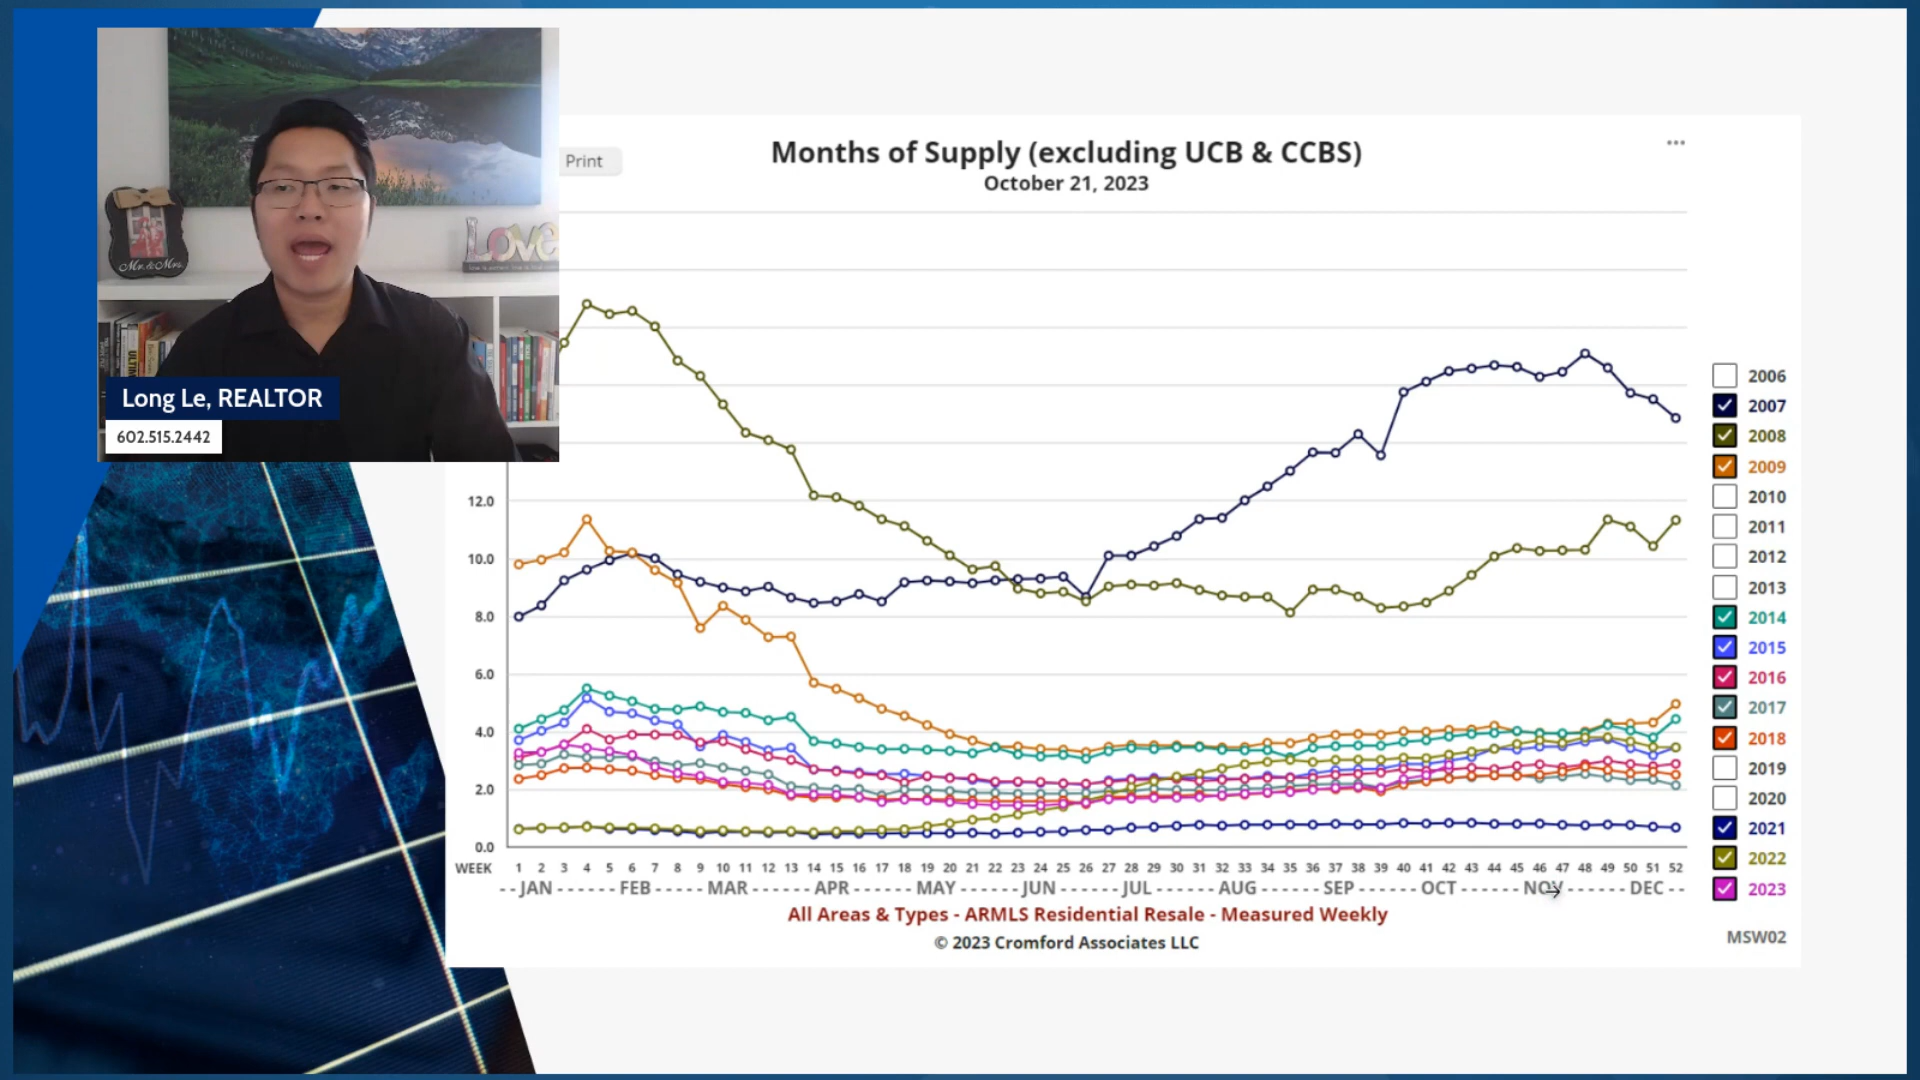 Mr. & Mrs.
Love
ULTIM
Long Le, REALTOR
602.515.2442
Print
Months of Supply (excluding UCB & CCBS)
October 21, 2023
12.0
10.0
8.0
6.0
4.0
2.0
0.0
WEEK 1 2 3 4 5 6 7 8 9 10 11 12 13 14 15 16 17 18 19 20 21 22 23 24 25 26 27 28 29 30 31 32 33 34 35 36 37 38 39 40 41 42 43 44 45 46 47 48 49 50 51 52
JAN FEB MAR APR MAY JUN JUL AUG SEP OCT NOV DEC
All Areas & Types - ARMLS Residential Resale - Measured Weekly
© 2023 Cromford Associates LLC
2006
2007
2008
2009
2010
2011
2012
2013
2014
2015
2016
2017
2018
2019
2020
2021
2022
2023
MSW02